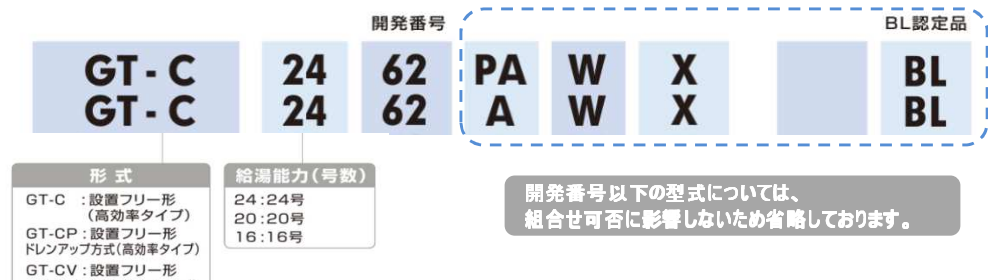 開発番号 BL認定品
GT-C 24 62 PA W X BL
GT-C 24 62 A W X BL
形式 給湯能力(号数)
GT-C :設置フリー形
(高効率タイプ)
GT-CP:設置フリー形
ドレンアップ方式(高効率タイプ)
GT-CV:設置フリー形
24:24号
20:20号
16:16号
開発番号以下の型式については、
組合せ可否に影響しないため省略しております。